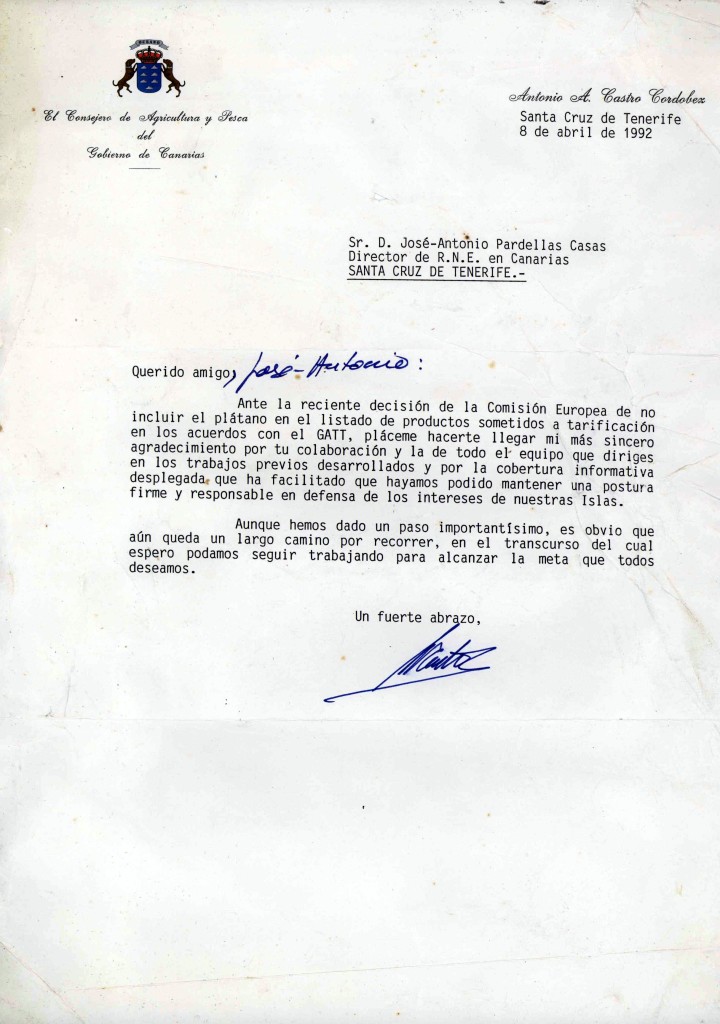 El Consejero de Agricultura y Pesca
del
Gobierno de Canarias
Antonio A. Castro Cordobez
Santa Cruz de Tenerife
8 de abril de 1992
Sr. D. José-Antonio Pardellas Casas
Director de R.N.E. en Canarias
SANTA CRUZ DE TENERIFE.-
Querido amigo, José-Antonio:
Ante la reciente decisión de la Comisión Europea de no
incluir el plátano en el listado de productos sometidos a tarificación
en los acuerdos con el GATT, pláceme hacerte llegar mi más sincero
agradecimiento por tu colaboración y la de todo el equipo que diriges
en los trabajos previos desarrollados y por la cobertura informativa
desplegada, que ha facilitado que hayamos podido mantener una postura
firme y responsable en defensa de los intereses de nuestras Islas.
Aunque hemos dado un paso importantísimo, es obvio que
aún queda un largo camino por recorrer, en el transcurso del cual
espero podamos seguir trabajando para alcanzar la meta que todos
deseamos.
Un fuerte abrazo,